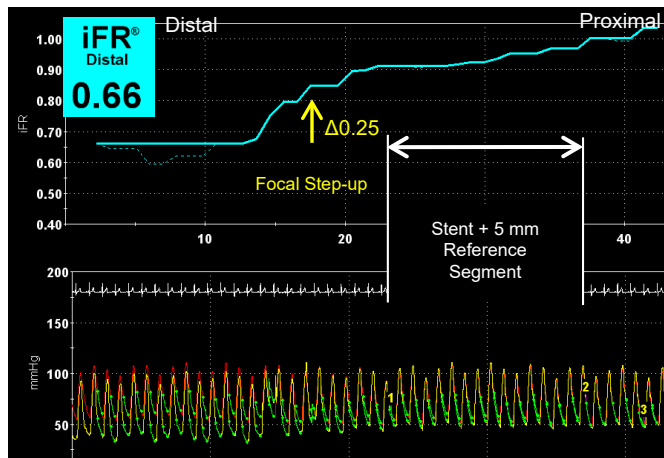 iFR®
Distal
0.66
Distal
Proximal
1.00
0.90
0.80
0.70
0.60
0.50
0.40
iFR
Δ0.25
Focal Step-up
Stent + 5 mm
Reference
Segment
10
20
40
200
150
100
50
mmHg
1
2
3